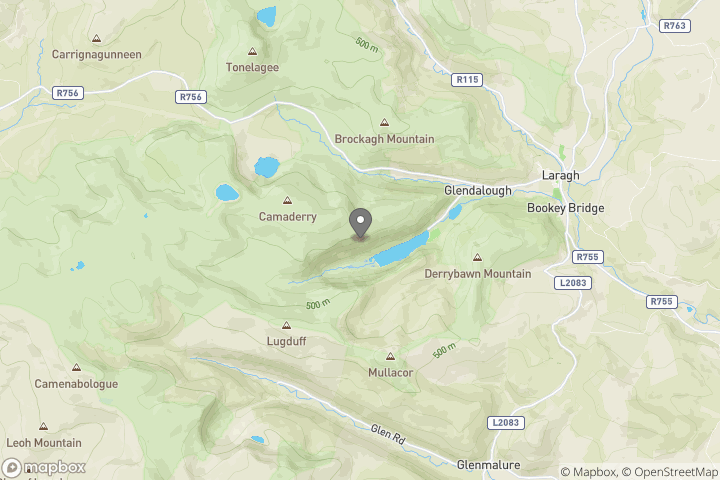 R763
Carrignagunneen
500 m
Tonelagee
R115
R756
R756
Brockagh Mountain
Laragh
Glendalough
Bookey Bridge
Camaderry
R755
Derrybawn Mountain
L2083
R755
500 m
Lugduff
500 m
Mullacor
Camenabologue
L2083
Glen Rd
Leoh Mountain
Glenmalure
mapbox
© Mapbox, © OpenStreetMap